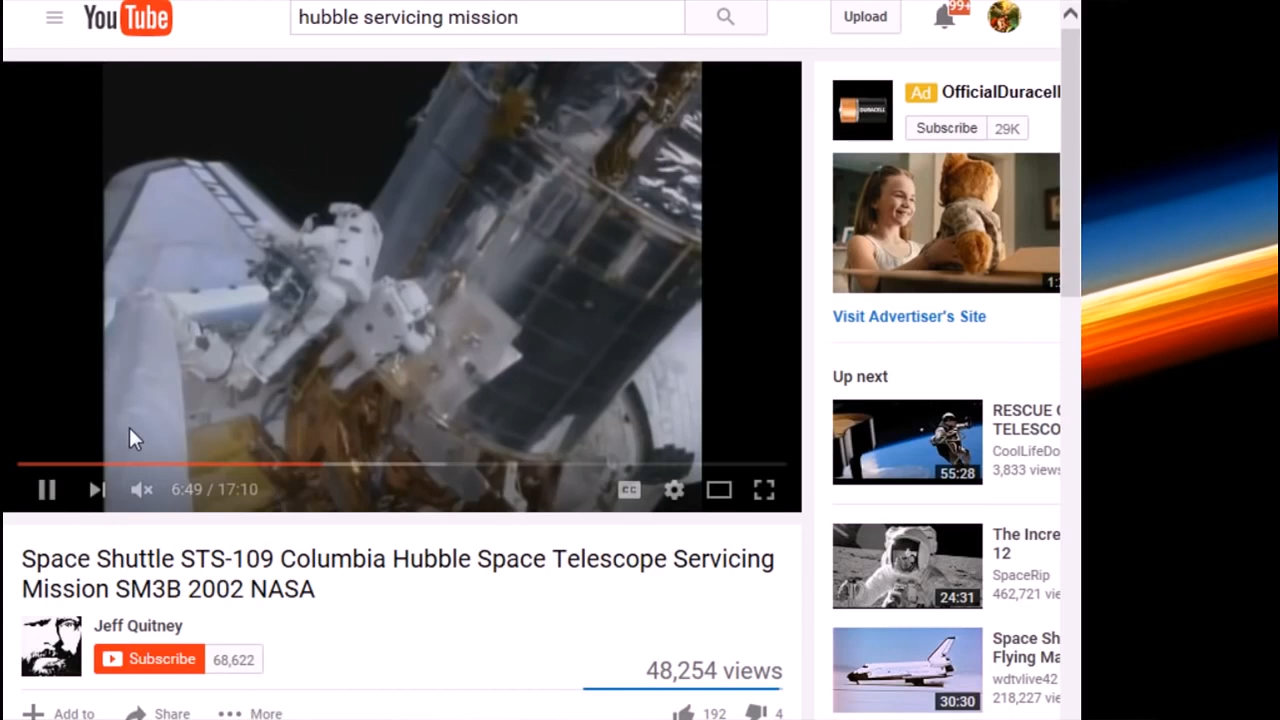 YouTube
hubble servicing mission
Upload
99+
Ad OfficialDuracell
DURACELL
Subscribe 29K
Visit Advertiser's Site
Up next
RESCUE
TELESCO
CoolLifeDo
3,833 views
55:28
The Incre
12
SpaceRip
462,721 vie
24:31
Space Sh
Flying Ma
wdtvlive42
218,227 vie
30:30
6:49 / 17:10
CC
Space Shuttle STS-109 Columbia Hubble Space Telescope Servicing
Mission SM3B 2002 NASA
Jeff Quitney
Subscribe 68,622
48,254 views
Add to Share More 192 4